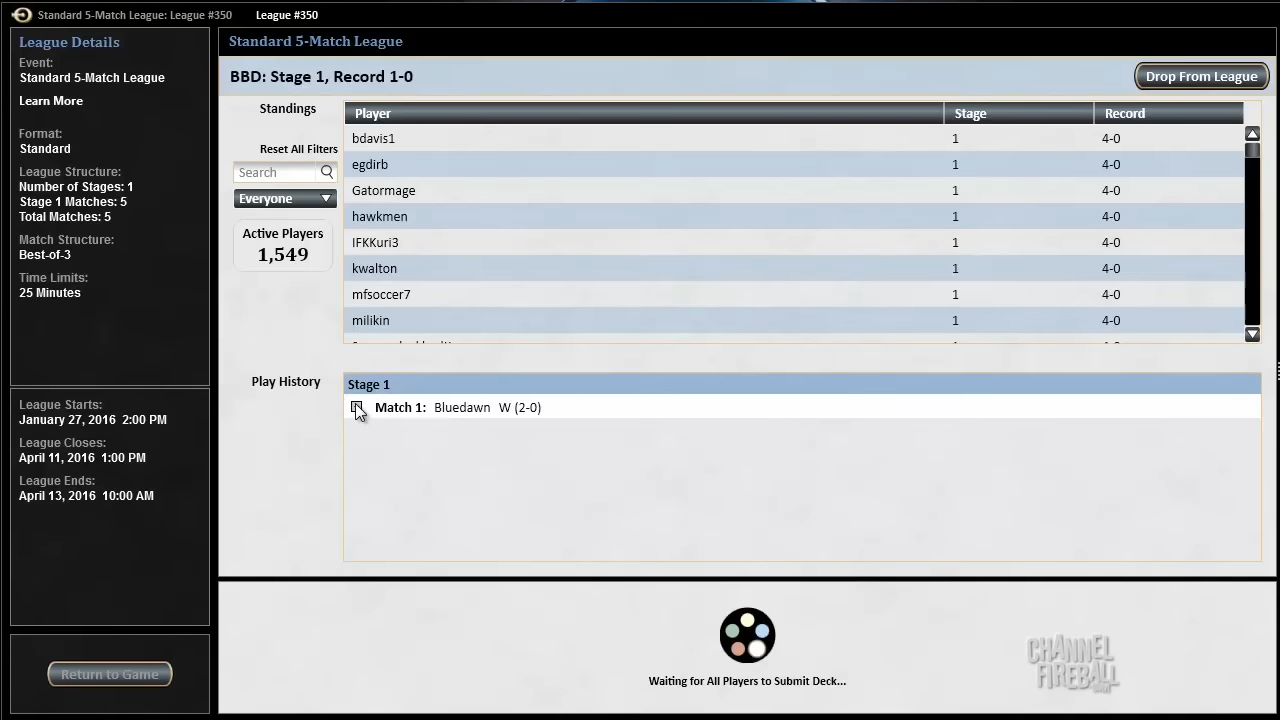 Standard 5-Match League: League #350 League #350
League Details
Event:
Standard 5-Match League
Learn More
Format:
Standard
League Structure:
Number of Stages: 1
Stage 1 Matches: 5
Total Matches: 5
Match Structure:
Best-of-3
Time Limits:
25 Minutes
League Starts:
January 27, 2016 2:00 PM
League Closes:
April 11, 2016 1:00 PM
League Ends:
April 13, 2016 10:00 AM
Return to Game
Standard 5-Match League
BBD: Stage 1, Record 1-0
Drop From League
Standings
Reset All Filters
Search
Everyone
Active Players
1,549
Player Stage Record
bdavis1 1 4-0
egdirb 1 4-0
Gatormage 1 4-0
hawkmen 1 4-0
IFKKuri3 1 4-0
kwalton 1 4-0
mfsoccer7 1 4-0
milikin 1 4-0
Play History
Stage 1
Match 1: Bluedawn W (2-0)
Waiting for All Players to Submit Deck...
CHANNEL
FIREBALL